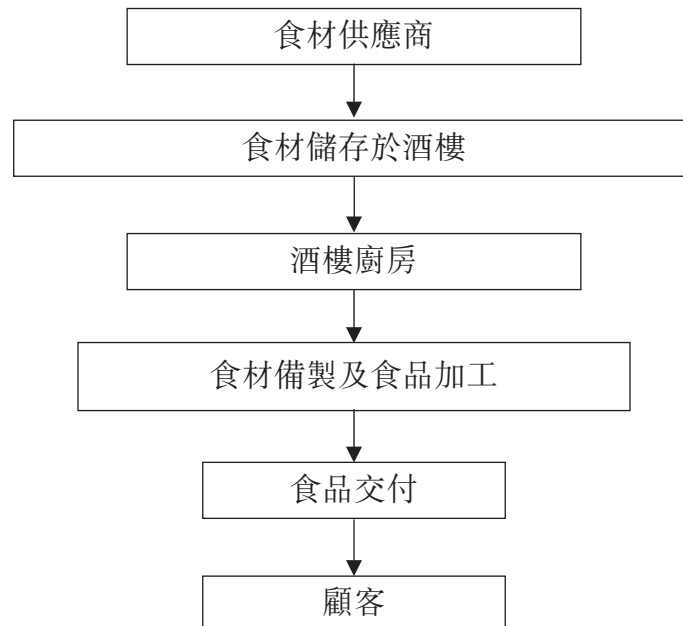 食材供應商
食材儲存於酒樓
酒樓廚房
食材備製及食品加工
食品交付
顧客